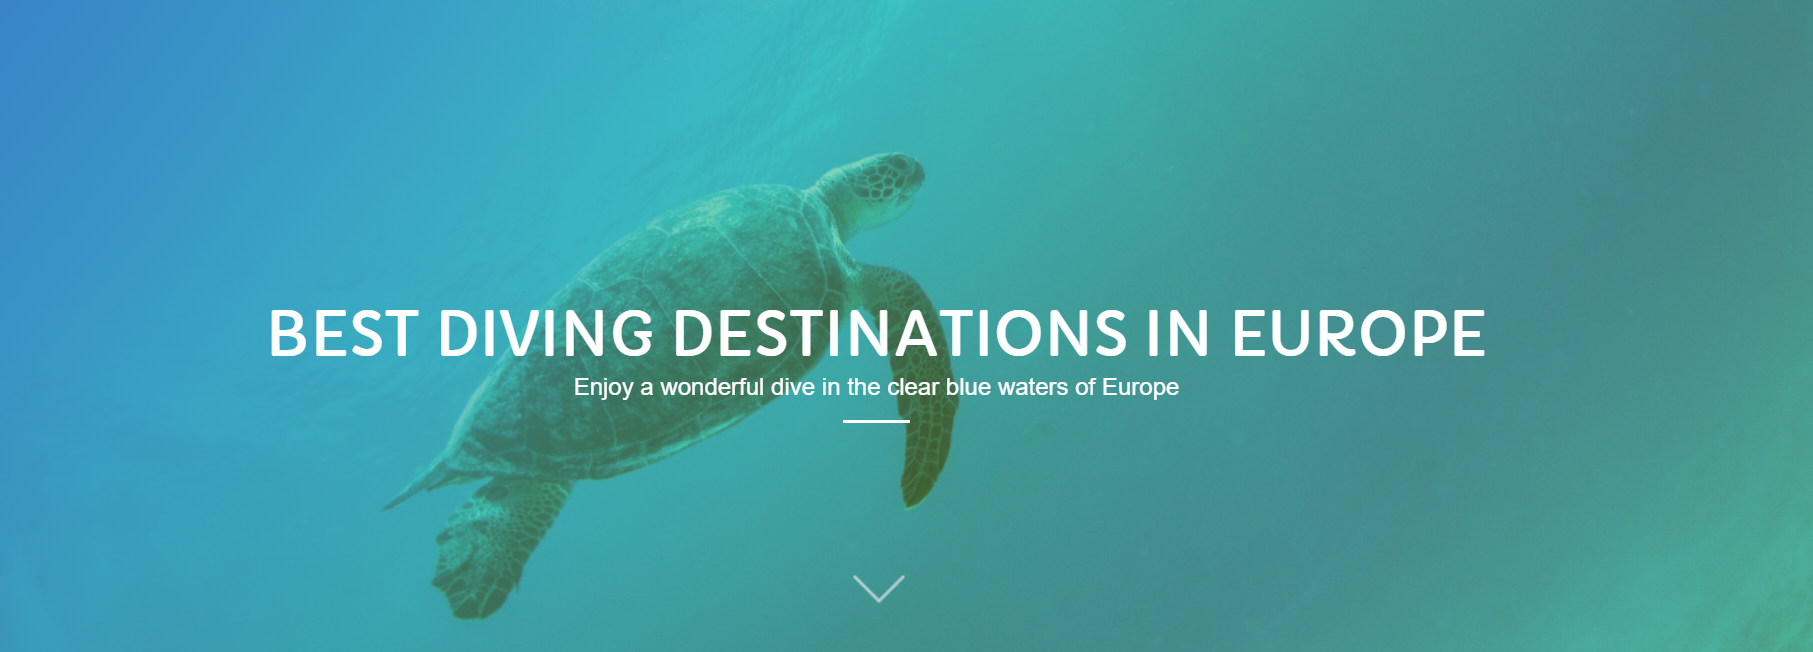 BEST DIVING DESTINATIONS IN EUROPE
Enjoy a wonderful dive in the clear blue waters of Europe